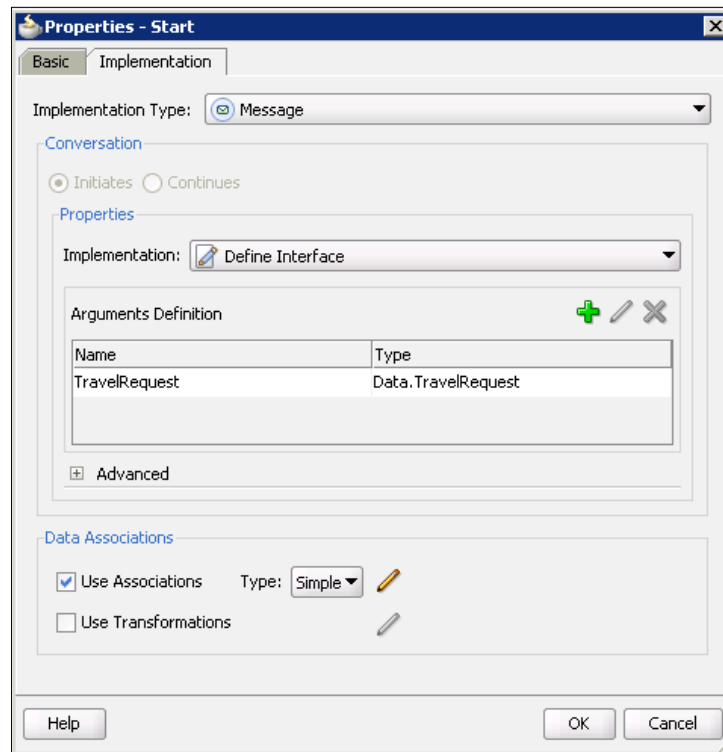 Properties - Start
Basic Implementation
Implementation Type: Message
Conversation
Initiates Continues
Properties
Implementation: Define Interface
Arguments Definition
Name Type
TravelRequest Data.TravelRequest
Advanced
Data Associations
Use Associations Type: Simple
Use Transformations
Help OK Cancel